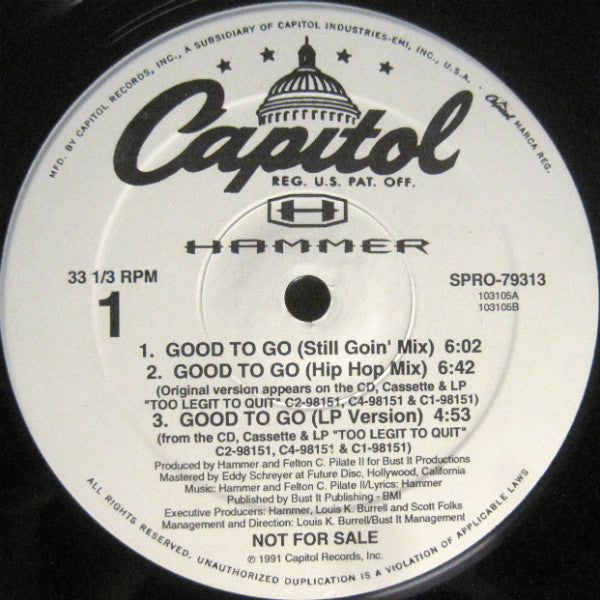 MFD. BY CAPITOL RECORDS, INC., A SUBSIDIARY OF CAPITOL INDUSTRIES-EMI, INC., U.S.A.
Capitol MARCA REG.
Capitol
REG. U.S. PAT. OFF.
H
HAMMER
33 1/3 RPM
1
SPRO-79313
103105A
103105B
1. GOOD TO GO (Still Goin' Mix) 6:02
2. GOOD TO GO (Hip Hop Mix) 6:42
(Original version appears on the CD, Cassette & LP
"TOO LEGIT TO QUIT" C2-98151, C4-98151 & C1-98151)
3. GOOD TO GO (LP Version) 4:53
(from the CD, Cassette & LP "TOO LEGIT TO QUIT"
C2-98151, C4-98151 & C1-98151)
Produced by Hammer and Felton C. Pilate II for Bust It Productions
Mastered by Eddy Schreyer at Future Disc, Hollywood, California
Music: Hammer and Felton C. Pilate II/Lyrics: Hammer
Published by Bust It Publishing - BMI
Executive Producers: Hammer, Louis K. Burrell and Scott Folks
Management and Direction: Louis K. Burrell/Bust It Management
NOT FOR SALE
℗ 1991 Capitol Records, Inc.
ALL RIGHTS RESERVED. UNAUTHORIZED DUPLICATION IS A VIOLATION OF APPLICABLE LAWS